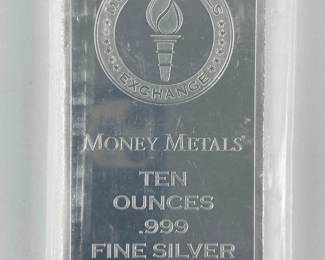 EXCHANGE
MONEY METALS®
TEN
OUNCES
.999
FINE SILVER